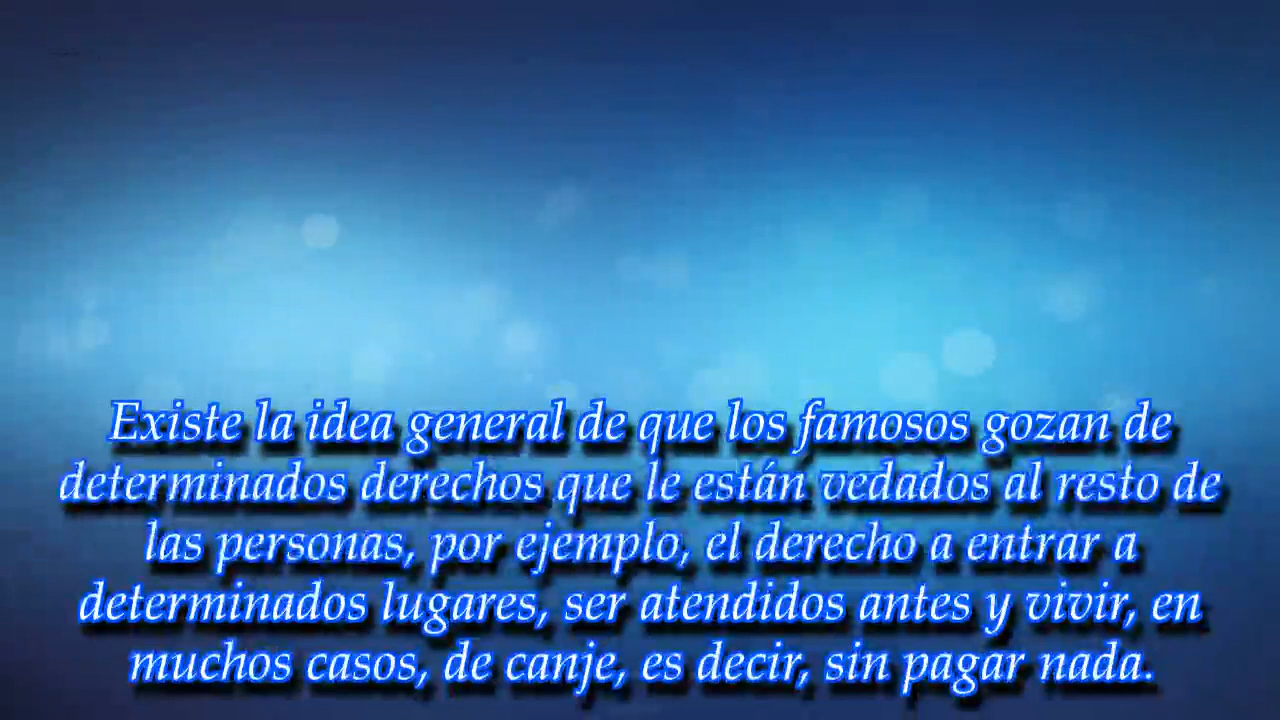 Existe la idea general de que los famosos gozan de
determinados derechos que le están vedados al resto de
las personas, por ejemplo, el derecho a entrar a
determinados lugares, ser atendidos antes y vivir, en
muchos casos, de canje, es decir, sin pagar nada.